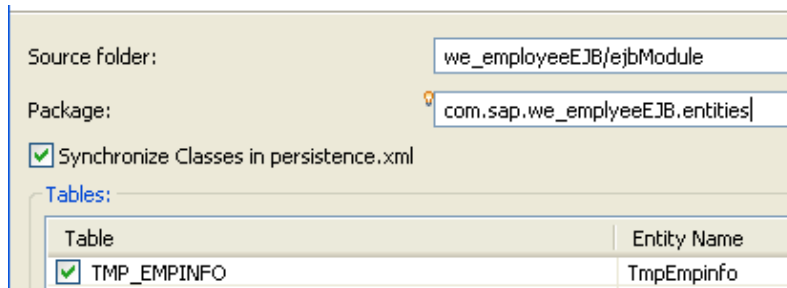 Source folder: we_employeeEJB/ejbModule
Package: com.sap.we_emplyeeEJB.entities
Synchronize Classes in persistence.xml
Tables:
Table Entity Name
TMP_EMPINFO TmpEmpinfo